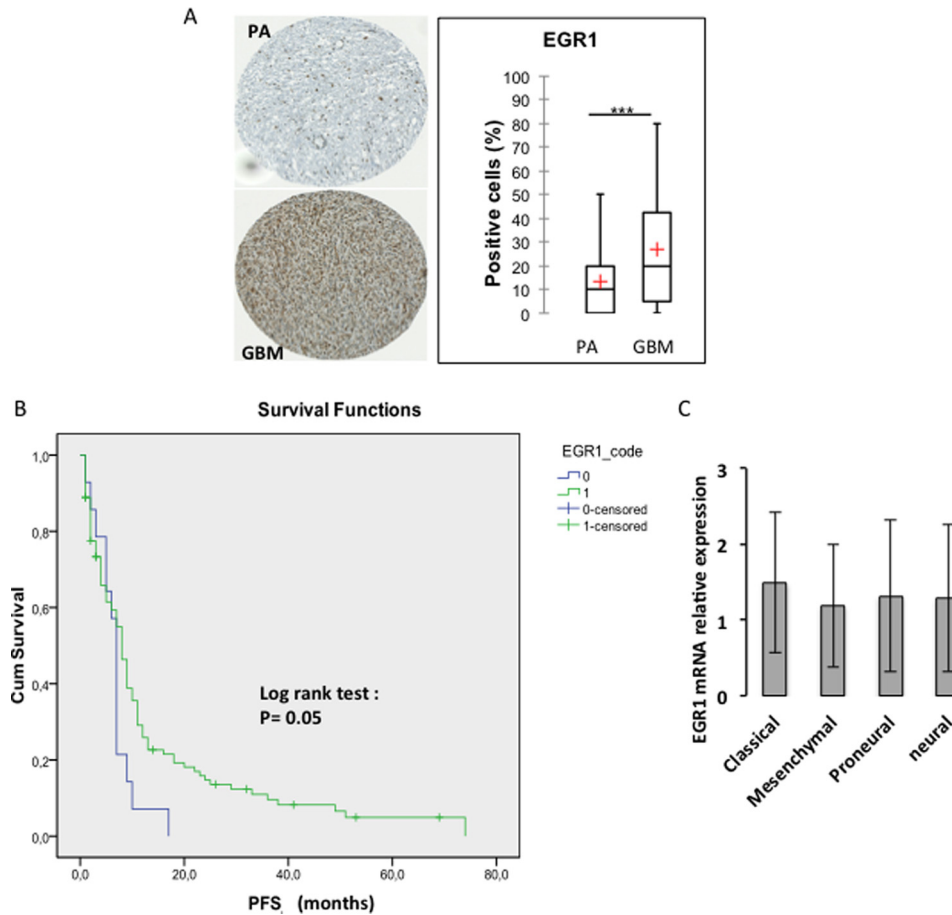 A
PA
GBM
EGR1
***
Positive cells (%)
100
90
80
70
60
50
40
30
20
10
0
PA GBM
B
Survival Functions
Cum Survival
1,0
0,8
0,6
0,4
0,2
0,0
Log rank test :
P= 0.05
0,0 20,0 40,0 60,0 80,0
PFS (months)
EGR1_code
0
1
0-censored
1-censored
C
EGR1 mRNA relative expression
3
2
1
0
Classical
Mesenchymal
Proneural
neural